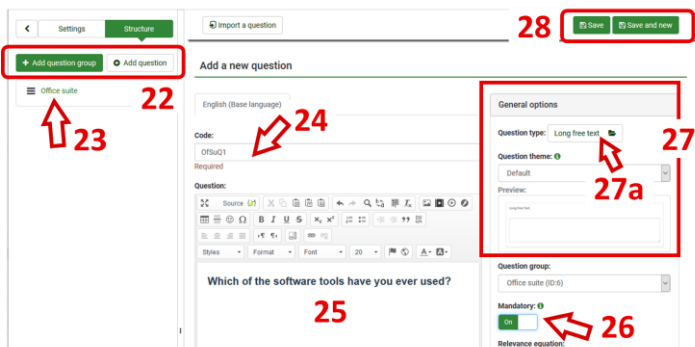 Settings
Structure
Import a question
28
Save
Save and new
+ Add question group
Add question
Add a new question
22
Office suite
23
English (Base language)
24
Code:
OfSuQ1
Required
Question:
Source
Styles
Format
Font
20
Which of the software tools have you ever used?
25
General options
Question type:
Long free text
27
Question theme:
27a
Default
Preview:
Long free text
Question group:
Office suite (ID:6)
Mandatory:
On
26
Relevance equation: